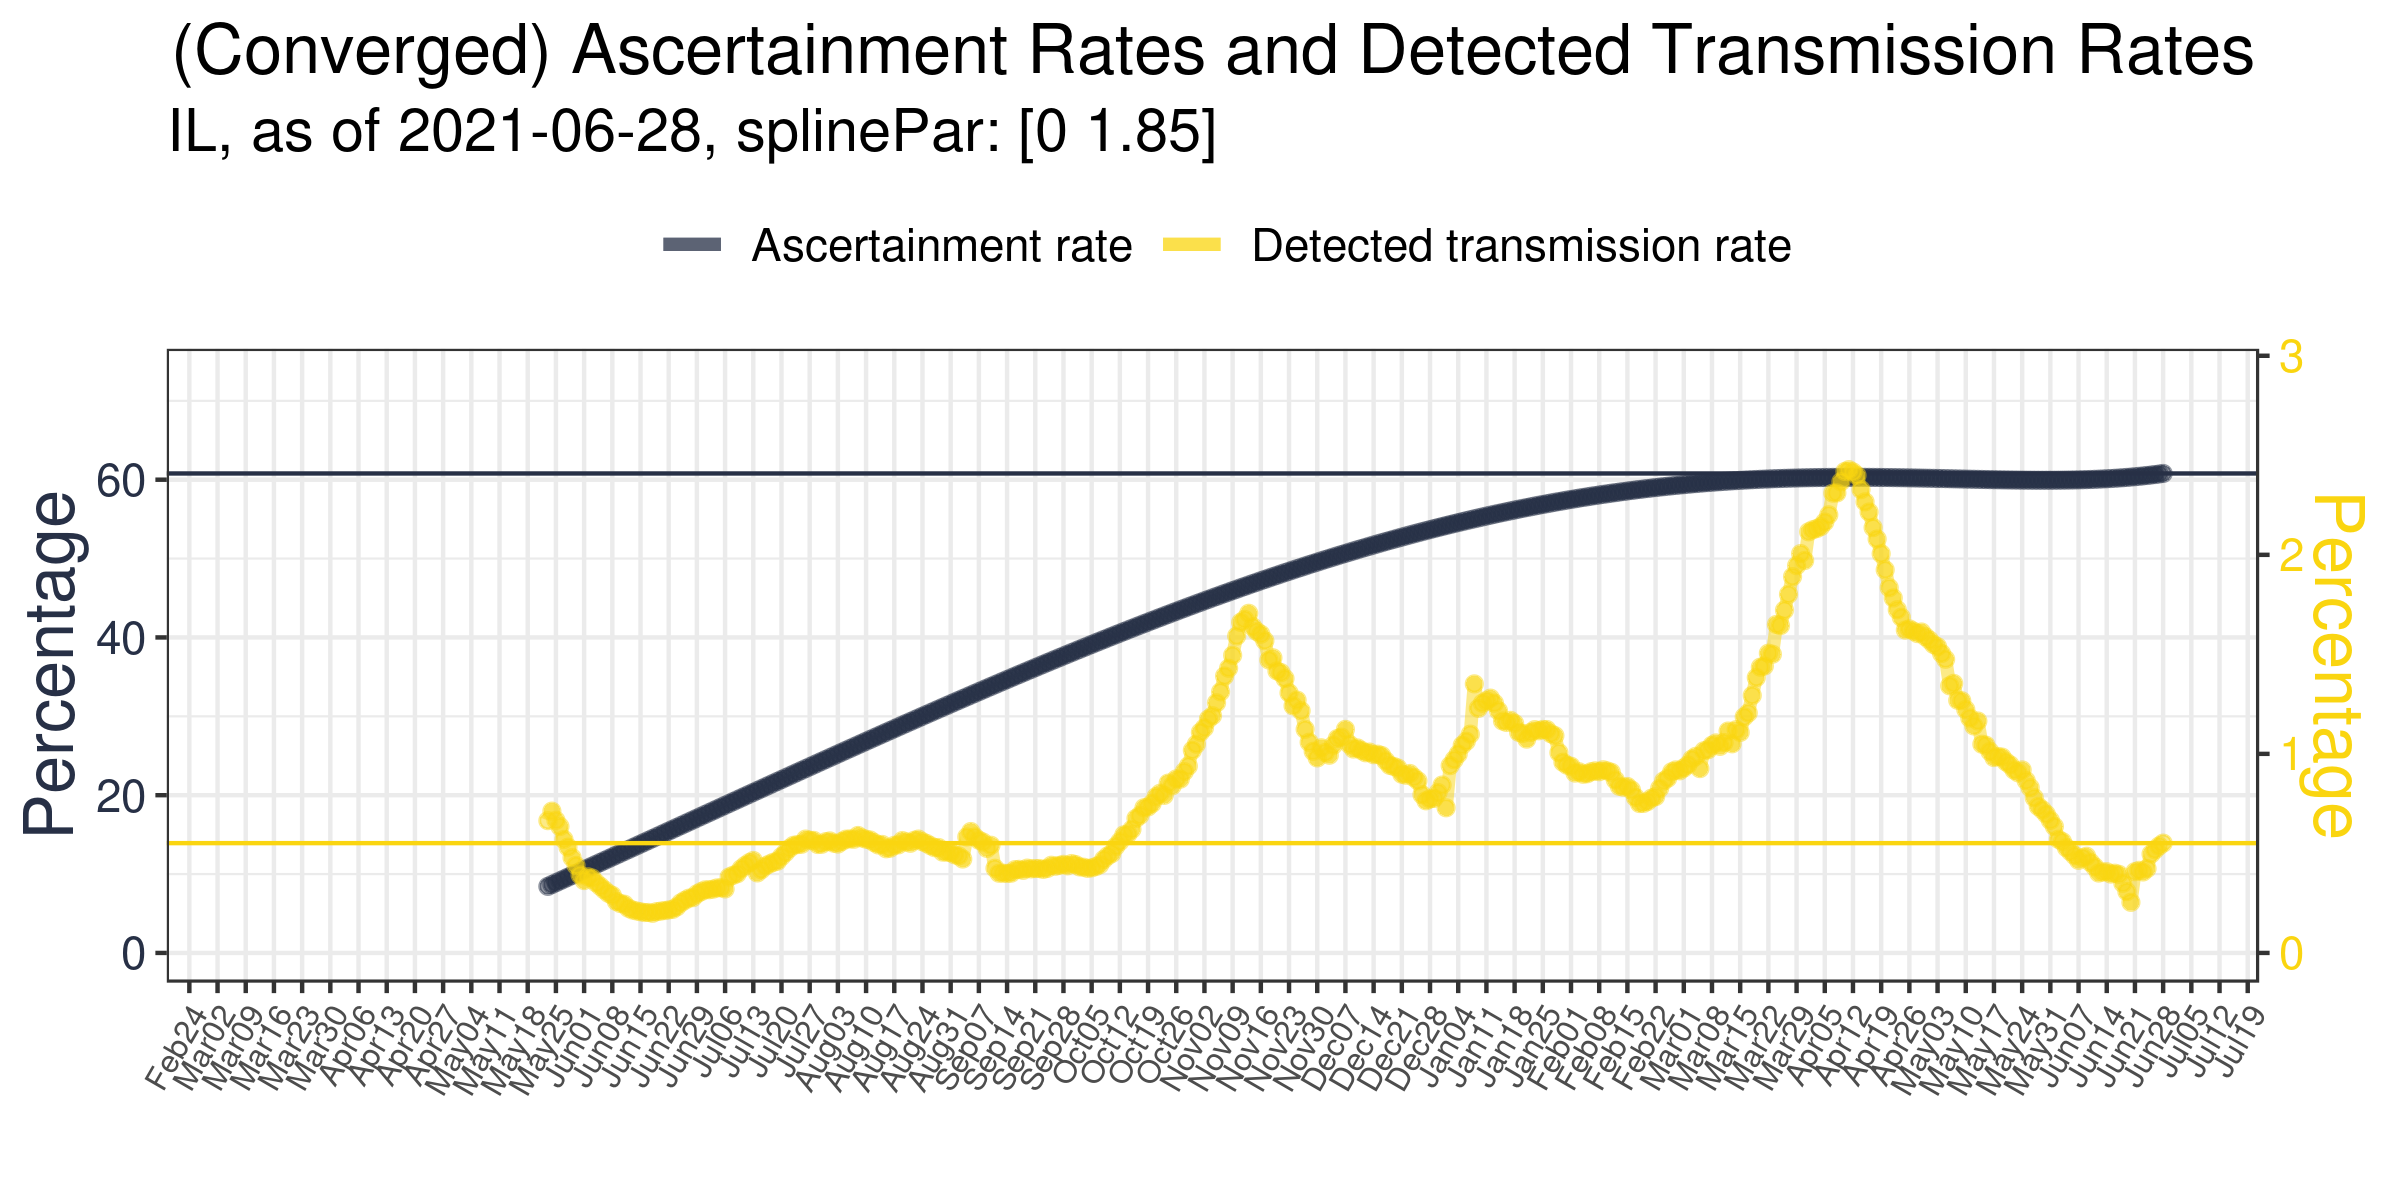 (Converged) Ascertainment Rates and Detected Transmission Rates
IL, as of 2021-06-28, splinePar: [0 1.85]
Ascertainment rate
Detected transmission rate
Percentage
60
40
20
0
3
2
1
0
Percentage
Feb24
Mar02
Mar09
Mar16
Mar23
Mar30
Apr06
Apr13
Apr20
Apr27
May04
May11
May18
May25
Jun01
Jun08
Jun15
Jun22
Jun29
Jul06
Jul13
Jul20
Jul27
Aug03
Aug10
Aug17
Aug24
Aug31
Sep07
Sep14
Sep21
Sep28
Oct05
Oct12
Oct19
Oct26
Nov02
Nov09
Nov16
Nov23
Nov30
Dec07
Dec14
Dec21
Dec28
Jan04
Jan11
Jan18
Jan25
Feb01
Feb08
Feb15
Feb22
Mar01
Mar08
Mar15
Mar22
Mar29
Apr05
Apr12
Apr19
Apr26
May03
May10
May17
May24
May31
Jun07
Jun14
Jun21
Jun28
Jul05
Jul12
Jul19